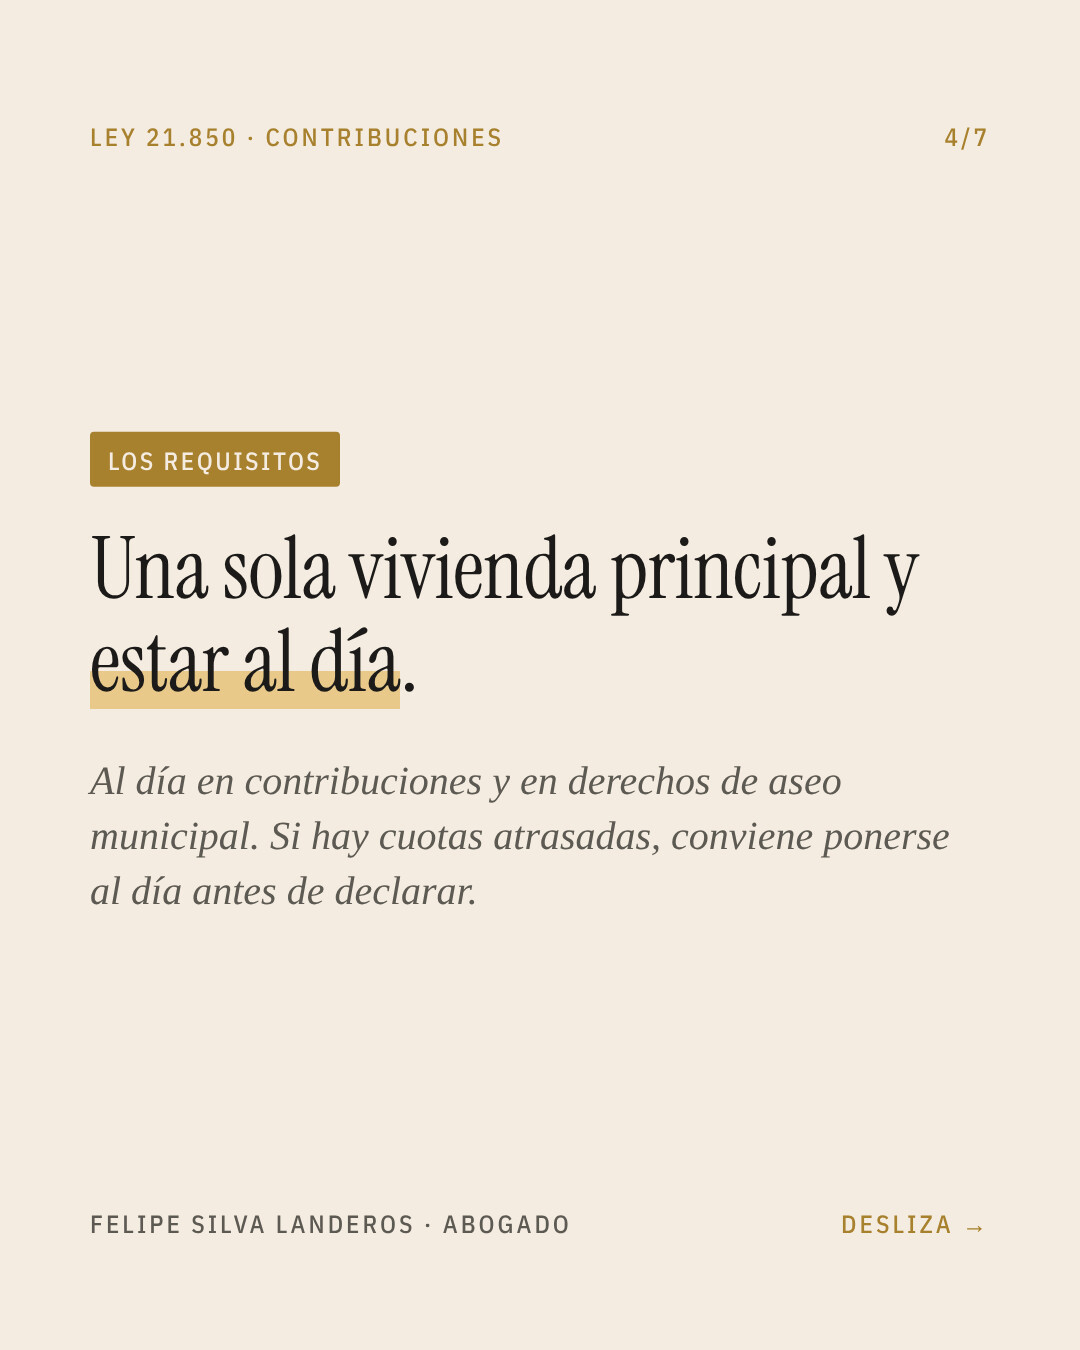 LEY 21.850 · CONTRIBUCIONES
4/7
LOS REQUISITOS
Una sola vivienda principal y
estar al día.
Al día en contribuciones y en derechos de aseo
municipal. Si hay cuotas atrasadas, conviene ponerse
al día antes de declarar.
FELIPE SILVA LANDEROS · ABOGADO
DESLIZA →